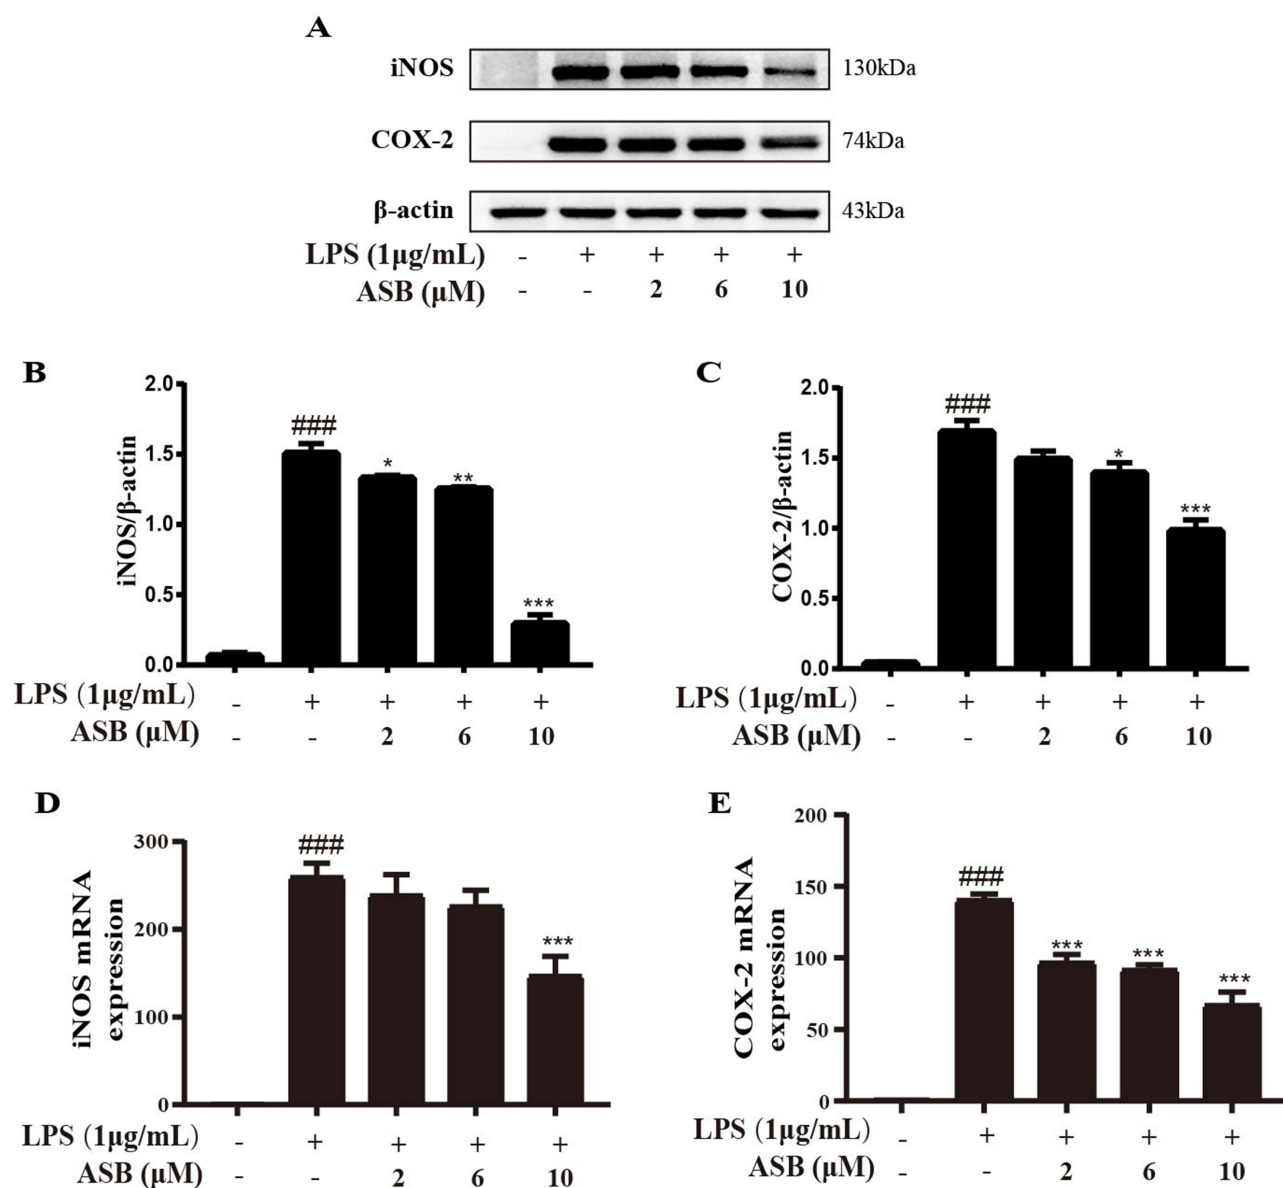 A
iNOS 130kDa
COX-2 74kDa
β-actin 43kDa
LPS (1μg/mL) - + + + +
ASB (μM) - - 2 6 10
B
2.0
1.5
1.0
0.5
0.0
iNOS/β-actin
###
*
**
***
LPS (1μg/mL) - + + + +
ASB (μM) - - 2 6 10
C
2.0
1.5
1.0
0.5
0.0
COX-2/β-actin
###
*
***
LPS (1μg/mL) - + + + +
ASB (μM) - - 2 6 10
D
300
200
100
0
iNOS mRNA
expression
###
***
LPS (1μg/mL) - + + + +
ASB (μM) - - 2 6 10
E
200
150
100
50
0
COX-2 mRNA
expression
###
***
***
***
LPS (1μg/mL) - + + + +
ASB (μM) - - 2 6 10